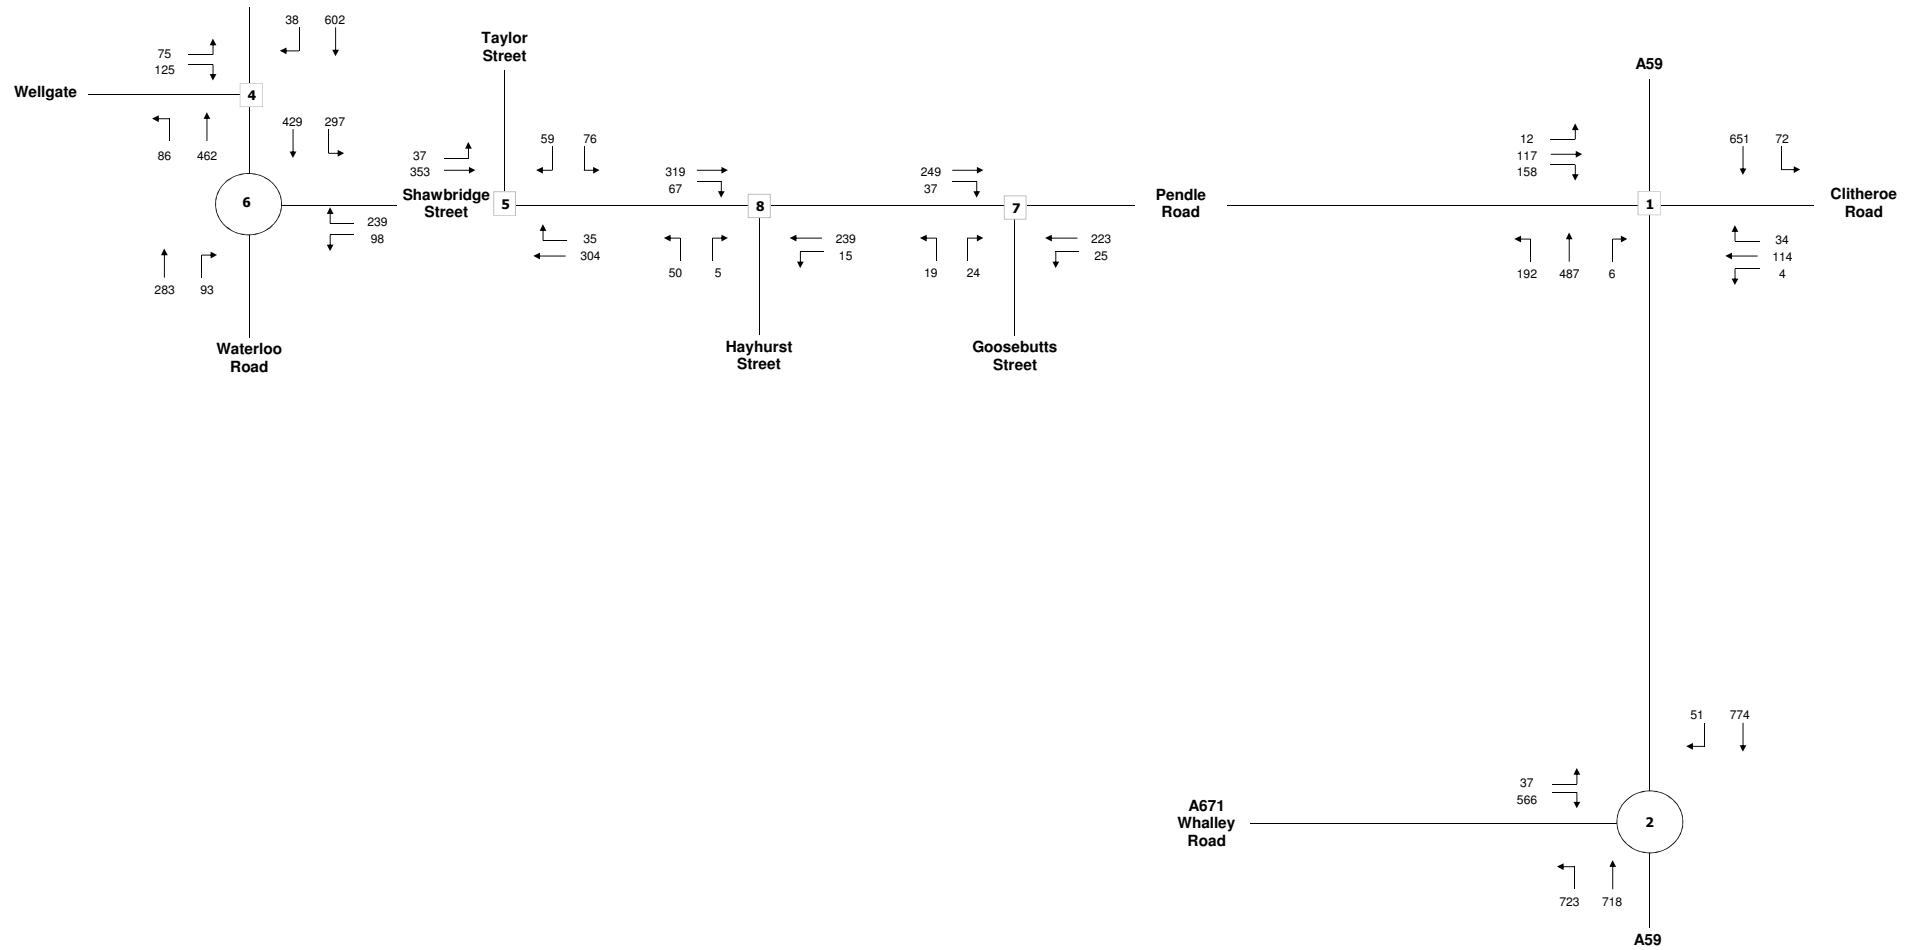 38 602
75
125
Wellgate
4
86 462
429 297
6
239
98
283 93
Waterloo
Road
Taylor
Street
37
353
59 76
Shawbridge
Street
5
35
304
319
67
8
50 5
239
15
Hayhurst
Street
249
37
7
19 24
223
25
Goosebutts
Street
Pendle
Road
A59
12
117
158
651 72
1
Clitheroe
Road
192 487 6
34
114
4
51 774
37
566
A671
Whalley
Road
2
723 718
A59